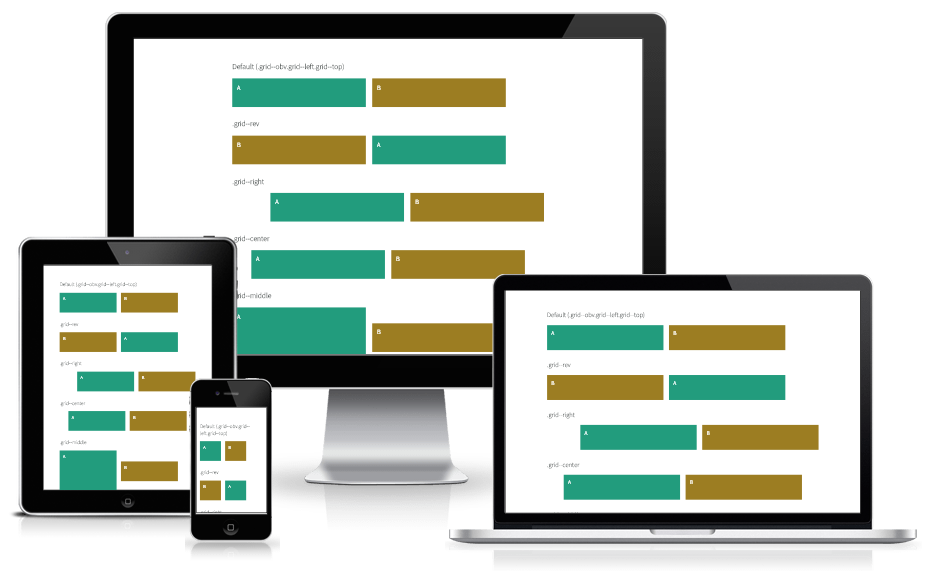 Default (.grid--obv.grid--left.grid--top)
A B
.grid--rev
B A
.grid--right
A B
.grid--center
A B
grid--middle
A B
Default (.grid--obv.grid--left.grid--top)
A B
.grid--rev
B A
.grid--right
A B
.grid--center
A B
.grid--middle
A B
Default (.grid--obv.grid--
left.grid--top)
A B
.grid--rev
B A
Default (.grid--obv.grid--left.grid--top)
A B
.grid--rev
B A
.grid--right
A B
.grid--center
A B